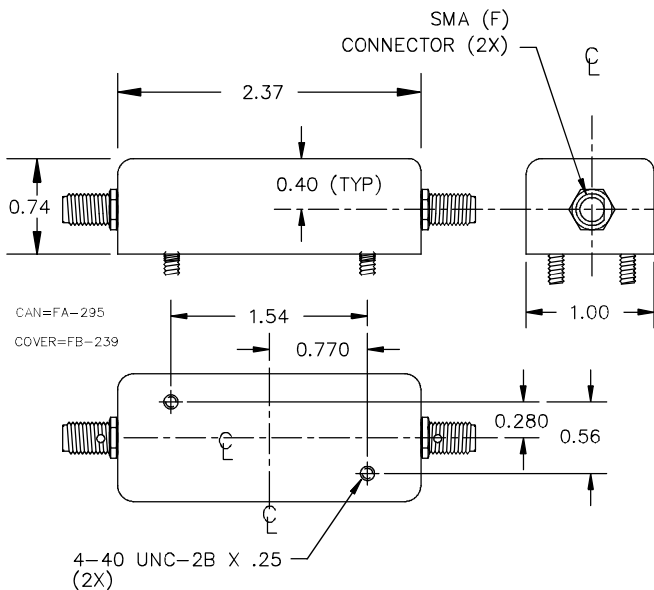 SMA (F)
CONNECTOR (2X)
℄
2.37
0.74
0.40 (TYP)
CAN=FA-295
COVER=FB-239
1.54
1.00
0.770
0.280
0.56
℄
℄
4-40 UNC-2B X .25
(2X)